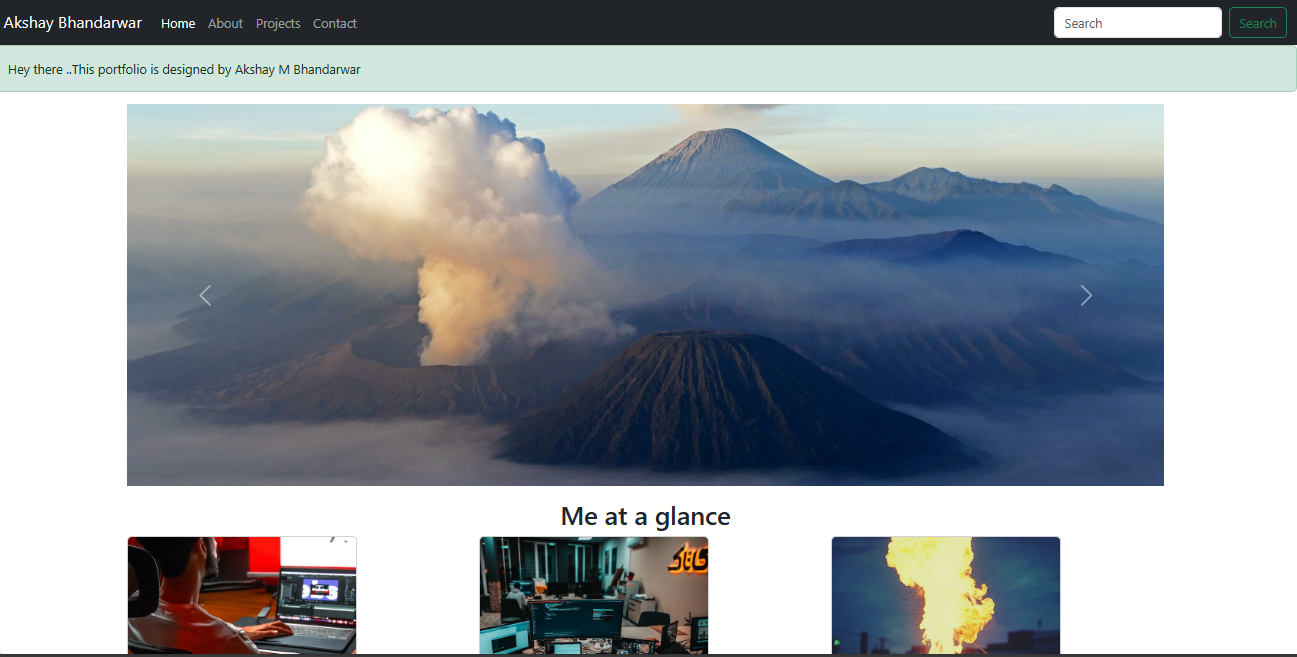 Akshay Bhandarwar Home About Projects Contact Search Search
Hey there ..This portfolio is designed by Akshay M Bhandarwar
Me at a glance